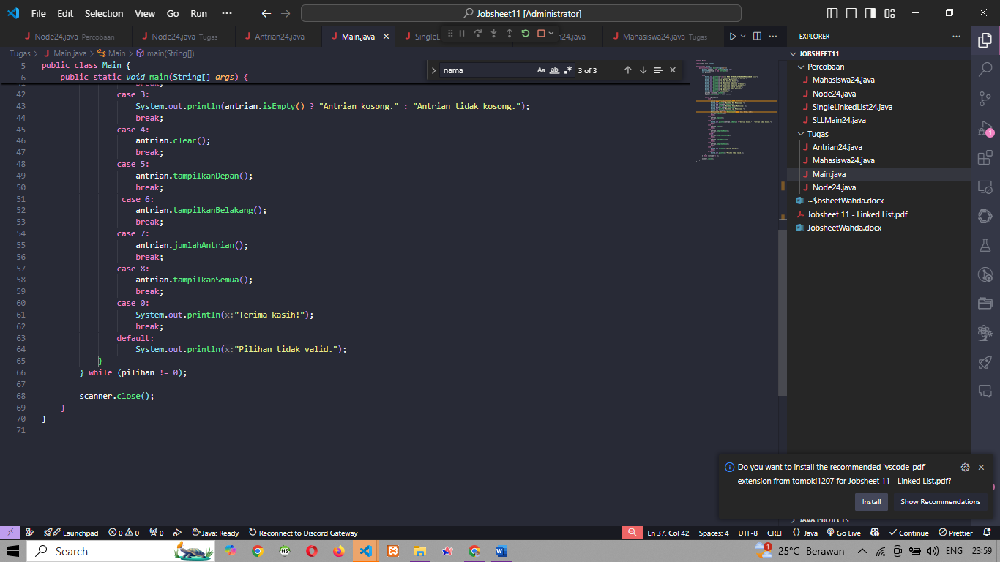 File Edit Selection View Go Run ··· Jobsheet11 [Administrator]
Node24.java Percobaan Node24.java Tugas Antrian24.java Main.java SingleLi 24.java Mahasiswa24.java Tugas
Tugas > Main.java > Main > main(String[])
nama Aa ab .* 3 of 3
5 public class Main {
6 public static void main(String[] args) {
42 case 3:
43 System.out.println(antrian.isEmpty() ? "Antrian kosong." : "Antrian tidak kosong.");
44 break;
45 case 4:
46 antrian.clear();
47 break;
48 case 5:
49 antrian.tampilkanDepan();
50 break;
51 case 6:
52 antrian.tampilkanBelakang();
53 break;
54 case 7:
55 antrian.jumlahAntrian();
56 break;
57 case 8:
58 antrian.tampilkanSemua();
59 break;
60 case 0:
61 System.out.println(x:"Terima kasih!");
62 break;
63 default:
64 System.out.println(x:"Pilihan tidak valid.");
65 }
66 } while (pilihan != 0);
67
68 scanner.close();
69 }
70 }
71
EXPLORER ···
JOBSHEET11
Percobaan
Mahasiswa24.java
Node24.java
SingleLinkedList24.java
SLLMain24.java
Tugas
Antrian24.java
Mahasiswa24.java
Main.java
Node24.java
~$bsheetWahda.docx
Jobsheet 11 - Linked List.pdf
JobsheetWahda.docx
1
Do you want to install the recommended 'vscode-pdf'
extension from tomoki1207 for Jobsheet 11 - Linked List.pdf?
Install Show Recommendations
JAVA PROJECTS
Launchpad 0 0 0 Java: Ready Reconnect to Discord Gateway Ln 37, Col 42 Spaces: 4 UTF-8 CRLF {} Java Go Live Continue Prettier
Search HS 1 25°C Berawan ENG 23:59